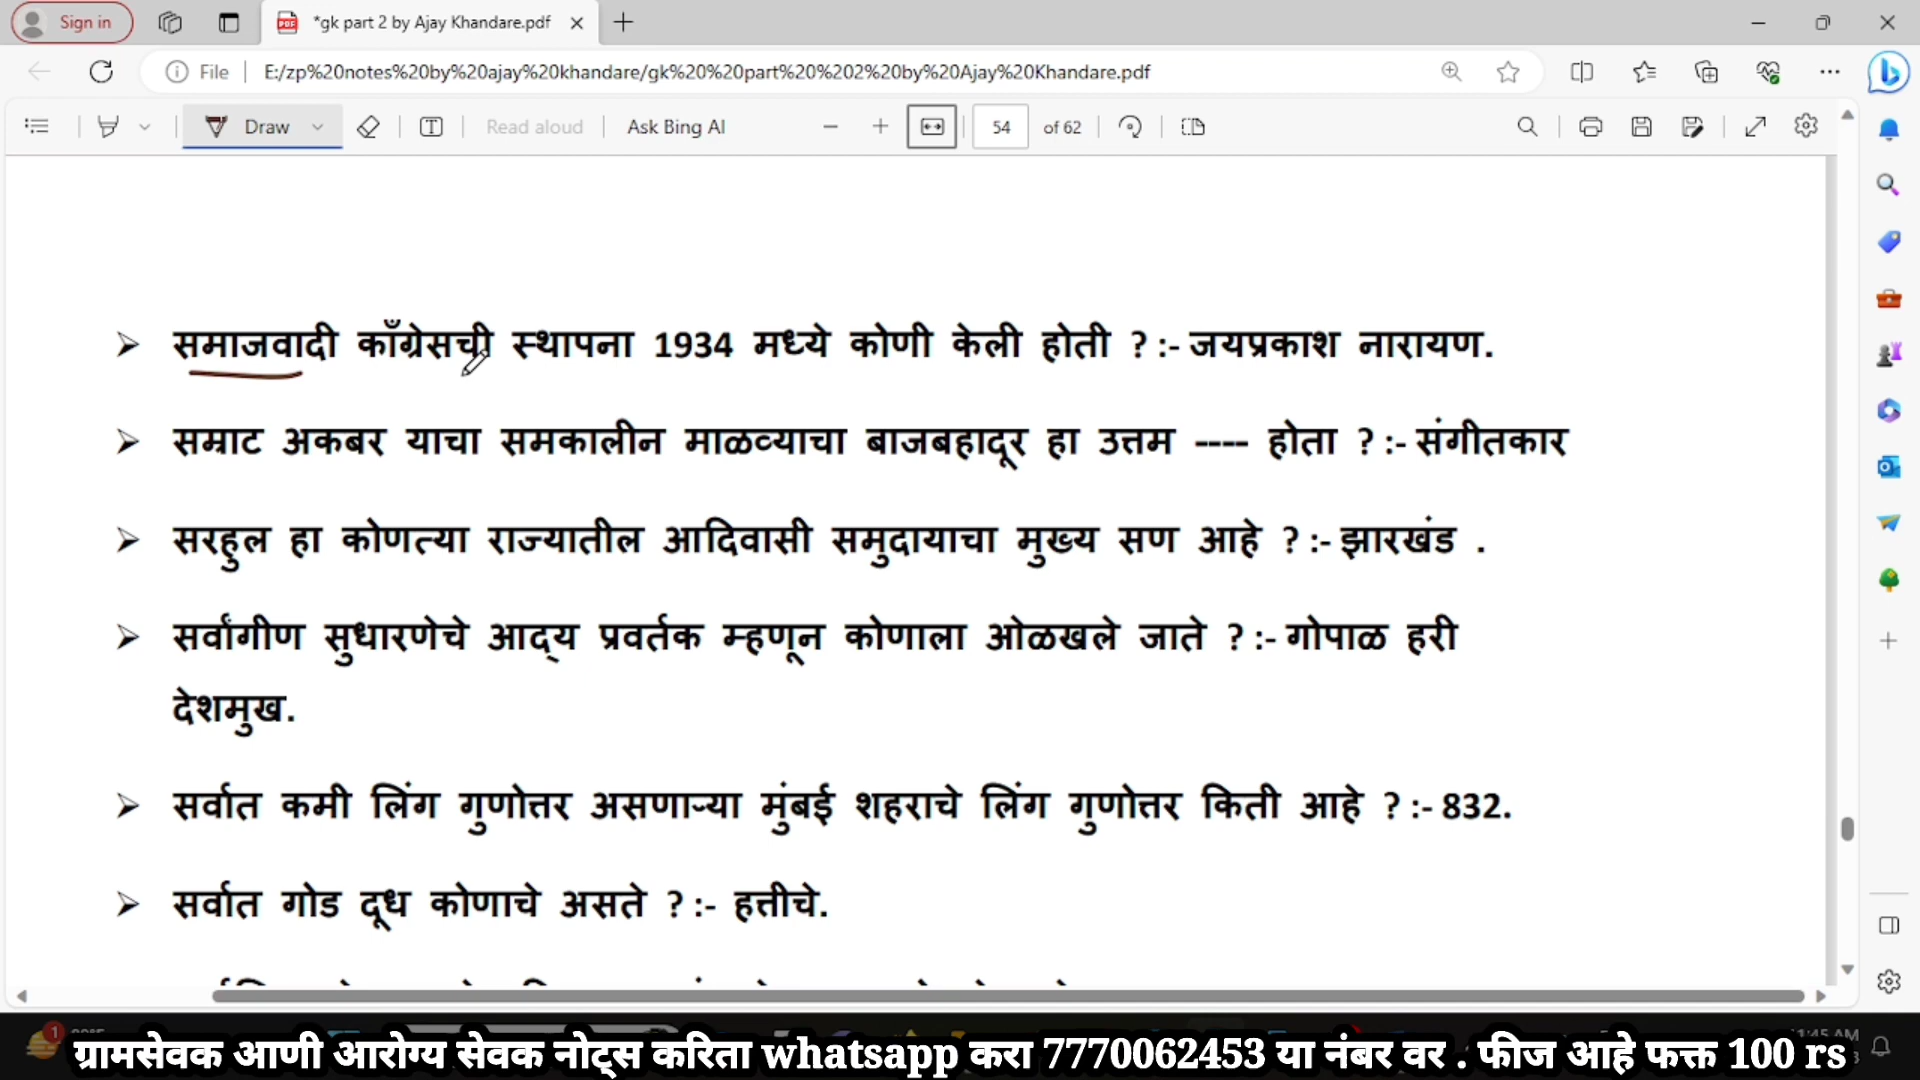 Sign in
*gk part 2 by Ajay Khandare.pdf
File
E:/zp%20notes%20by%20ajay%20khandare/gk%20%20part%20%202%20by%20Ajay%20Khandare.pdf
Draw
Read aloud
Ask Bing AI
54 of 62
➤ समाजवादी काँग्रेसची स्थापना 1934 मध्ये कोणी केली होती ? :- जयप्रकाश नारायण.
➤ सम्राट अकबर याचा समकालीन माळव्याचा बाजबहादूर हा उत्तम ---- होता ? :- संगीतकार
➤ सरहुल हा कोणत्या राज्यातील आदिवासी समुदायाचा मुख्य सण आहे ? :- झारखंड .
➤ सर्वांगीण सुधारणेचे आद्य प्रवर्तक म्हणून कोणाला ओळखले जाते ? :- गोपाळ हरी
देशमुख.
➤ सर्वात कमी लिंग गुणोत्तर असणाऱ्या मुंबई शहराचे लिंग गुणोत्तर किती आहे ? :- 832.
➤ सर्वात गोड दूध कोणाचे असते ? :- हत्तीचे.
ग्रामसेवक आणी आरोग्य सेवक नोट्स करिता whatsapp करा 7770062453 या नंबर वर . फीज आहे फक्त 100 rs